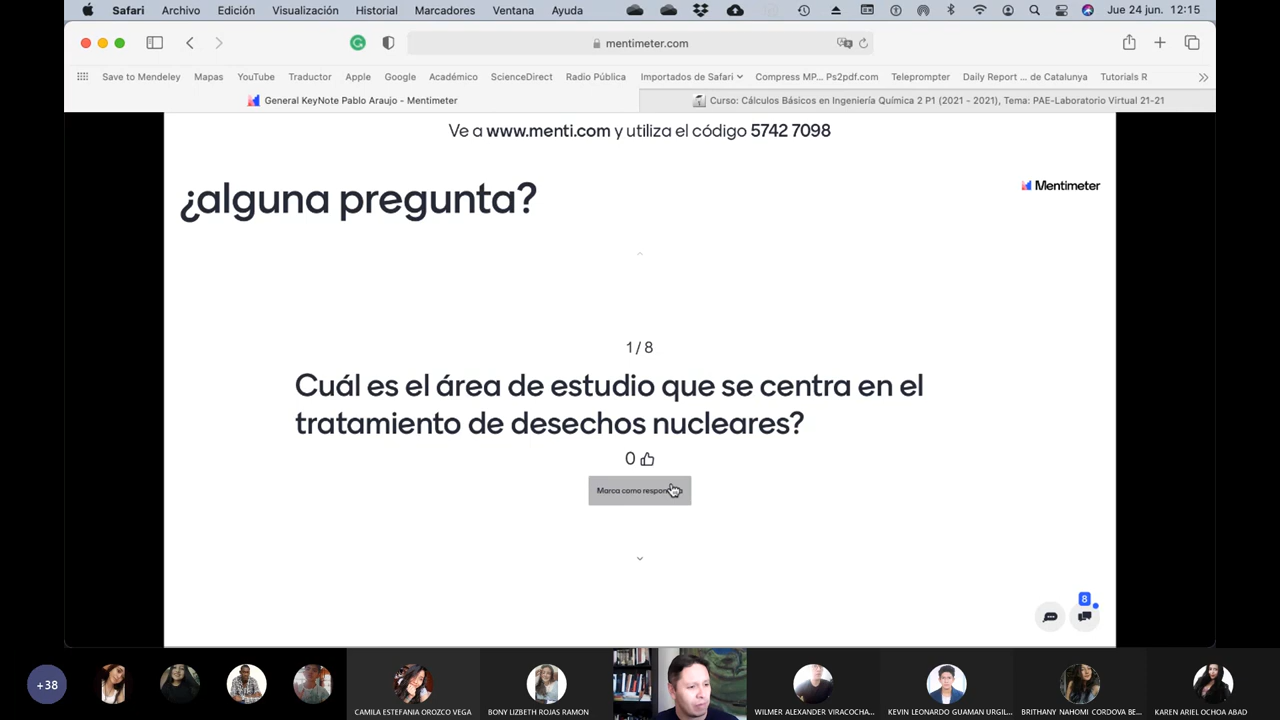 Safari Archivo Edición Visualización Historial Marcadores Ventana Ayuda Jue 24 jun. 12:15
mentimeter.com
Save to Mendeley Mapas YouTube Traductor Apple Google Académico ScienceDirect Radio Pública Importados de Safari Compress MP... Ps2pdf.com Teleprompter Daily Report ... de Catalunya Tutorials R
General KeyNote Pablo Araujo - Mentimeter Curso: Cálculos Básicos en Ingeniería Química 2 P1 (2021 - 2021), Tema: PAE-Laboratorio Virtual 21-21
Ve a www.menti.com y utiliza el código 5742 7098
¿alguna pregunta?
Mentimeter
1 / 8
Cuál es el área de estudio que se centra en el
tratamiento de desechos nucleares?
0
Marca como
8
+38
CAMILA ESTEFANIA OROZCO VEGA BONY LIZBETH ROJAS RAMON WILMER ALEXANDER VIRACOCHA... KEVIN LEONARDO GUAMAN URGIL... BRITHANY NAHOMI CORDOVA BE... KAREN ARIEL OCHOA ABAD